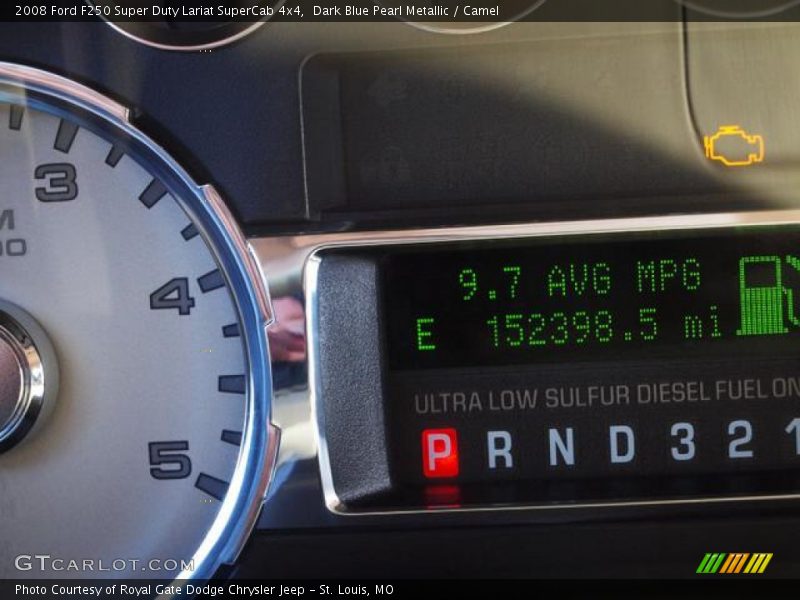 2008 Ford F250 Super Duty Lariat SuperCab 4x4, Dark Blue Pearl Metallic / Camel
3
4
5
9.7 AVG MPG
E 152398.5 mi
ULTRA LOW SULFUR DIESEL FUEL ON
P R N D 3 2 1
GTCARLOT.COM
Photo Courtesy of Royal Gate Dodge Chrysler Jeep - St. Louis, MO